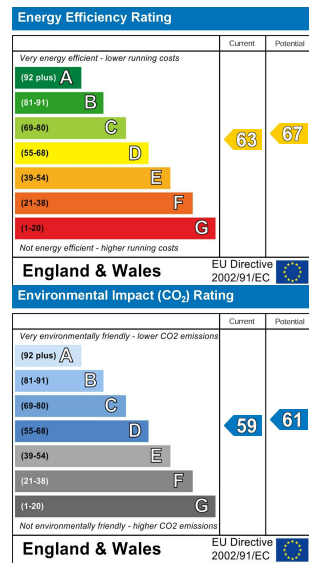 Energy Efficiency Rating
Current Potential
Very energy efficient - lower running costs
(92 plus) A
(81-91) B
(69-80) C
(55-68) D
63 67
(39-54) E
(21-38) F
(1-20) G
Not energy efficient - higher running costs
England & Wales
EU Directive
2002/91/EC
Environmental Impact (CO₂) Rating
Current Potential
Very environmentally friendly - lower CO2 emissions
(92 plus) A
(81-91) B
(69-80) C
(55-68) D
59 61
(39-54) E
(21-38) F
(1-20) G
Not environmentally friendly - higher CO2 emissions
England & Wales
EU Directive
2002/91/EC